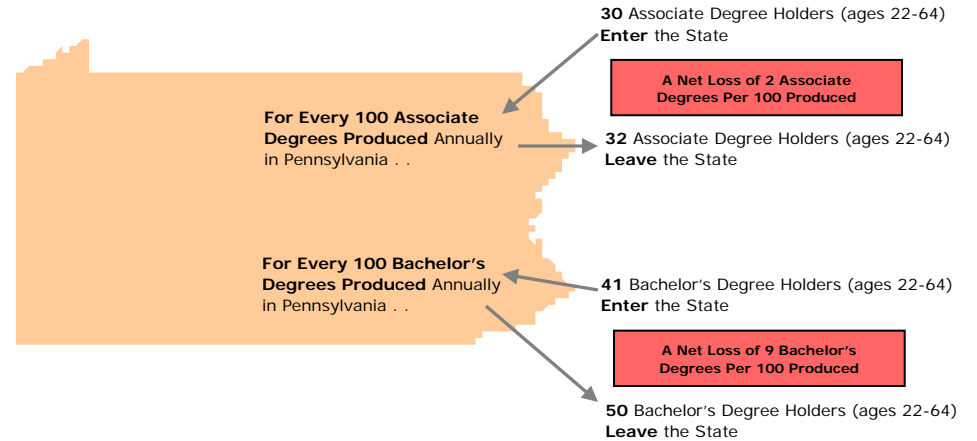 30 Associate Degree Holders (ages 22-64)
Enter the State
A Net Loss of 2 Associate
Degrees Per 100 Produced
For Every 100 Associate
Degrees Produced Annually
in Pennsylvania . .
32 Associate Degree Holders (ages 22-64)
Leave the State
For Every 100 Bachelor's
Degrees Produced Annually
in Pennsylvania . .
41 Bachelor's Degree Holders (ages 22-64)
Enter the State
A Net Loss of 9 Bachelor's
Degrees Per 100 Produced
50 Bachelor's Degree Holders (ages 22-64)
Leave the State